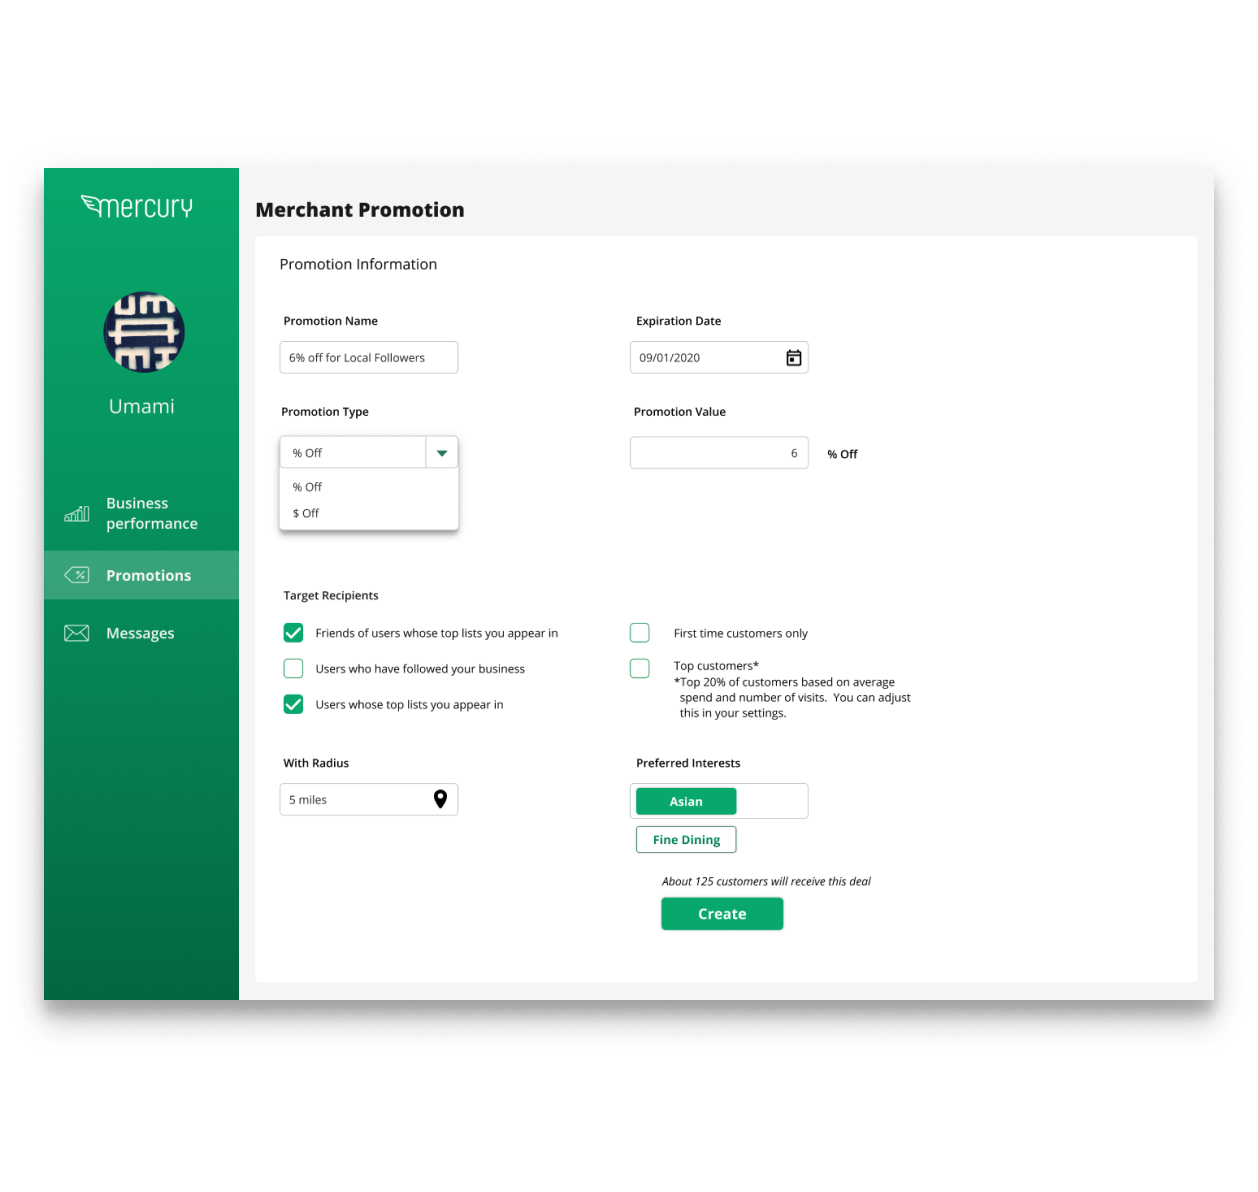 mercury
Merchant Promotion
Promotion Information
Promotion Name
Expiration Date
6% off for Local Followers
09/01/2020
Umami
Promotion Type
Promotion Value
% Off
6 % Off
% Off
$ Off
Business
performance
Promotions
Messages
Target Recipients
Friends of users whose top lists you appear in
First time customers only
Users who have followed your business
Top customers*
*Top 20% of customers based on average
spend and number of visits. You can adjust
this in your settings.
Users whose top lists you appear in
With Radius
Preferred Interests
5 miles
Asian
Fine Dining
About 125 customers will receive this deal
Create